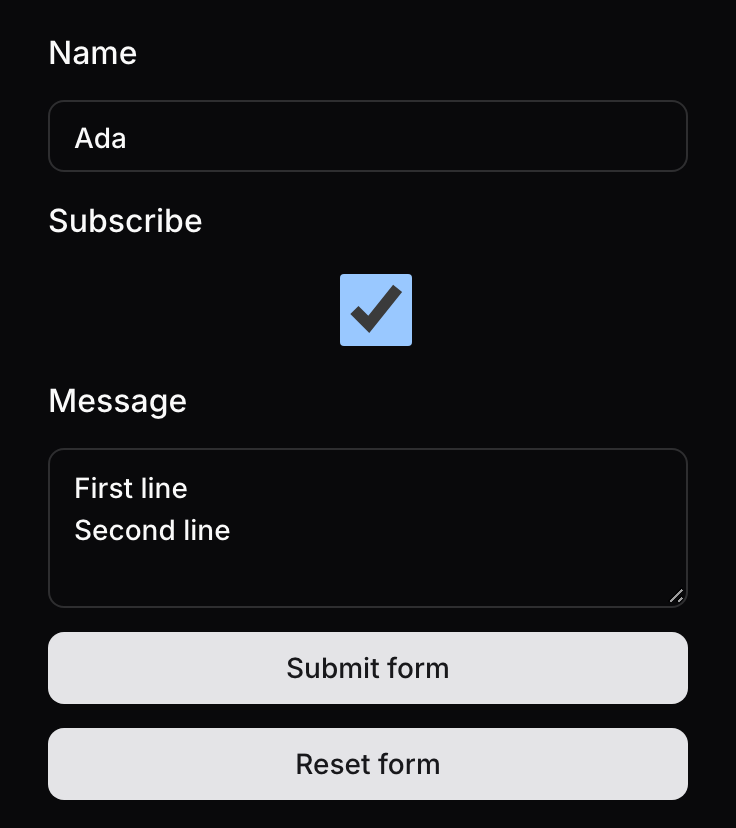 Name
Ada
Subscribe
Message
First line
Second line
Submit form
Reset form